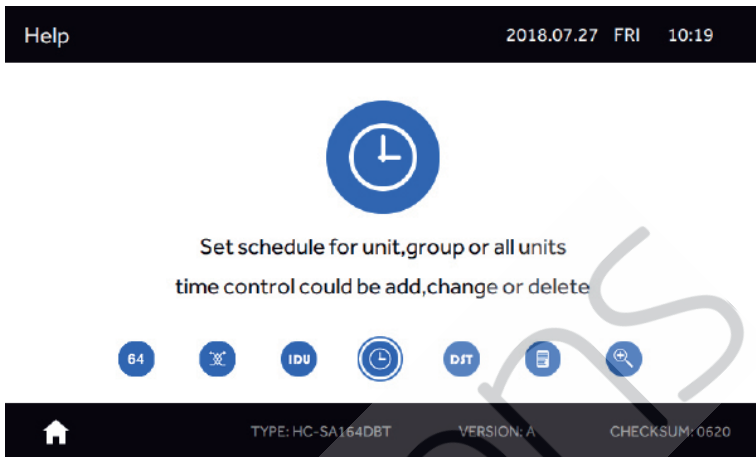 Help 2018.07.27 FRI 10:19
Set schedule for unit,group or all units
time control could be add,change or delete
64 IDU DST
TYPE: HC-SA164DBT VERSION: A CHECKSUM: 0620